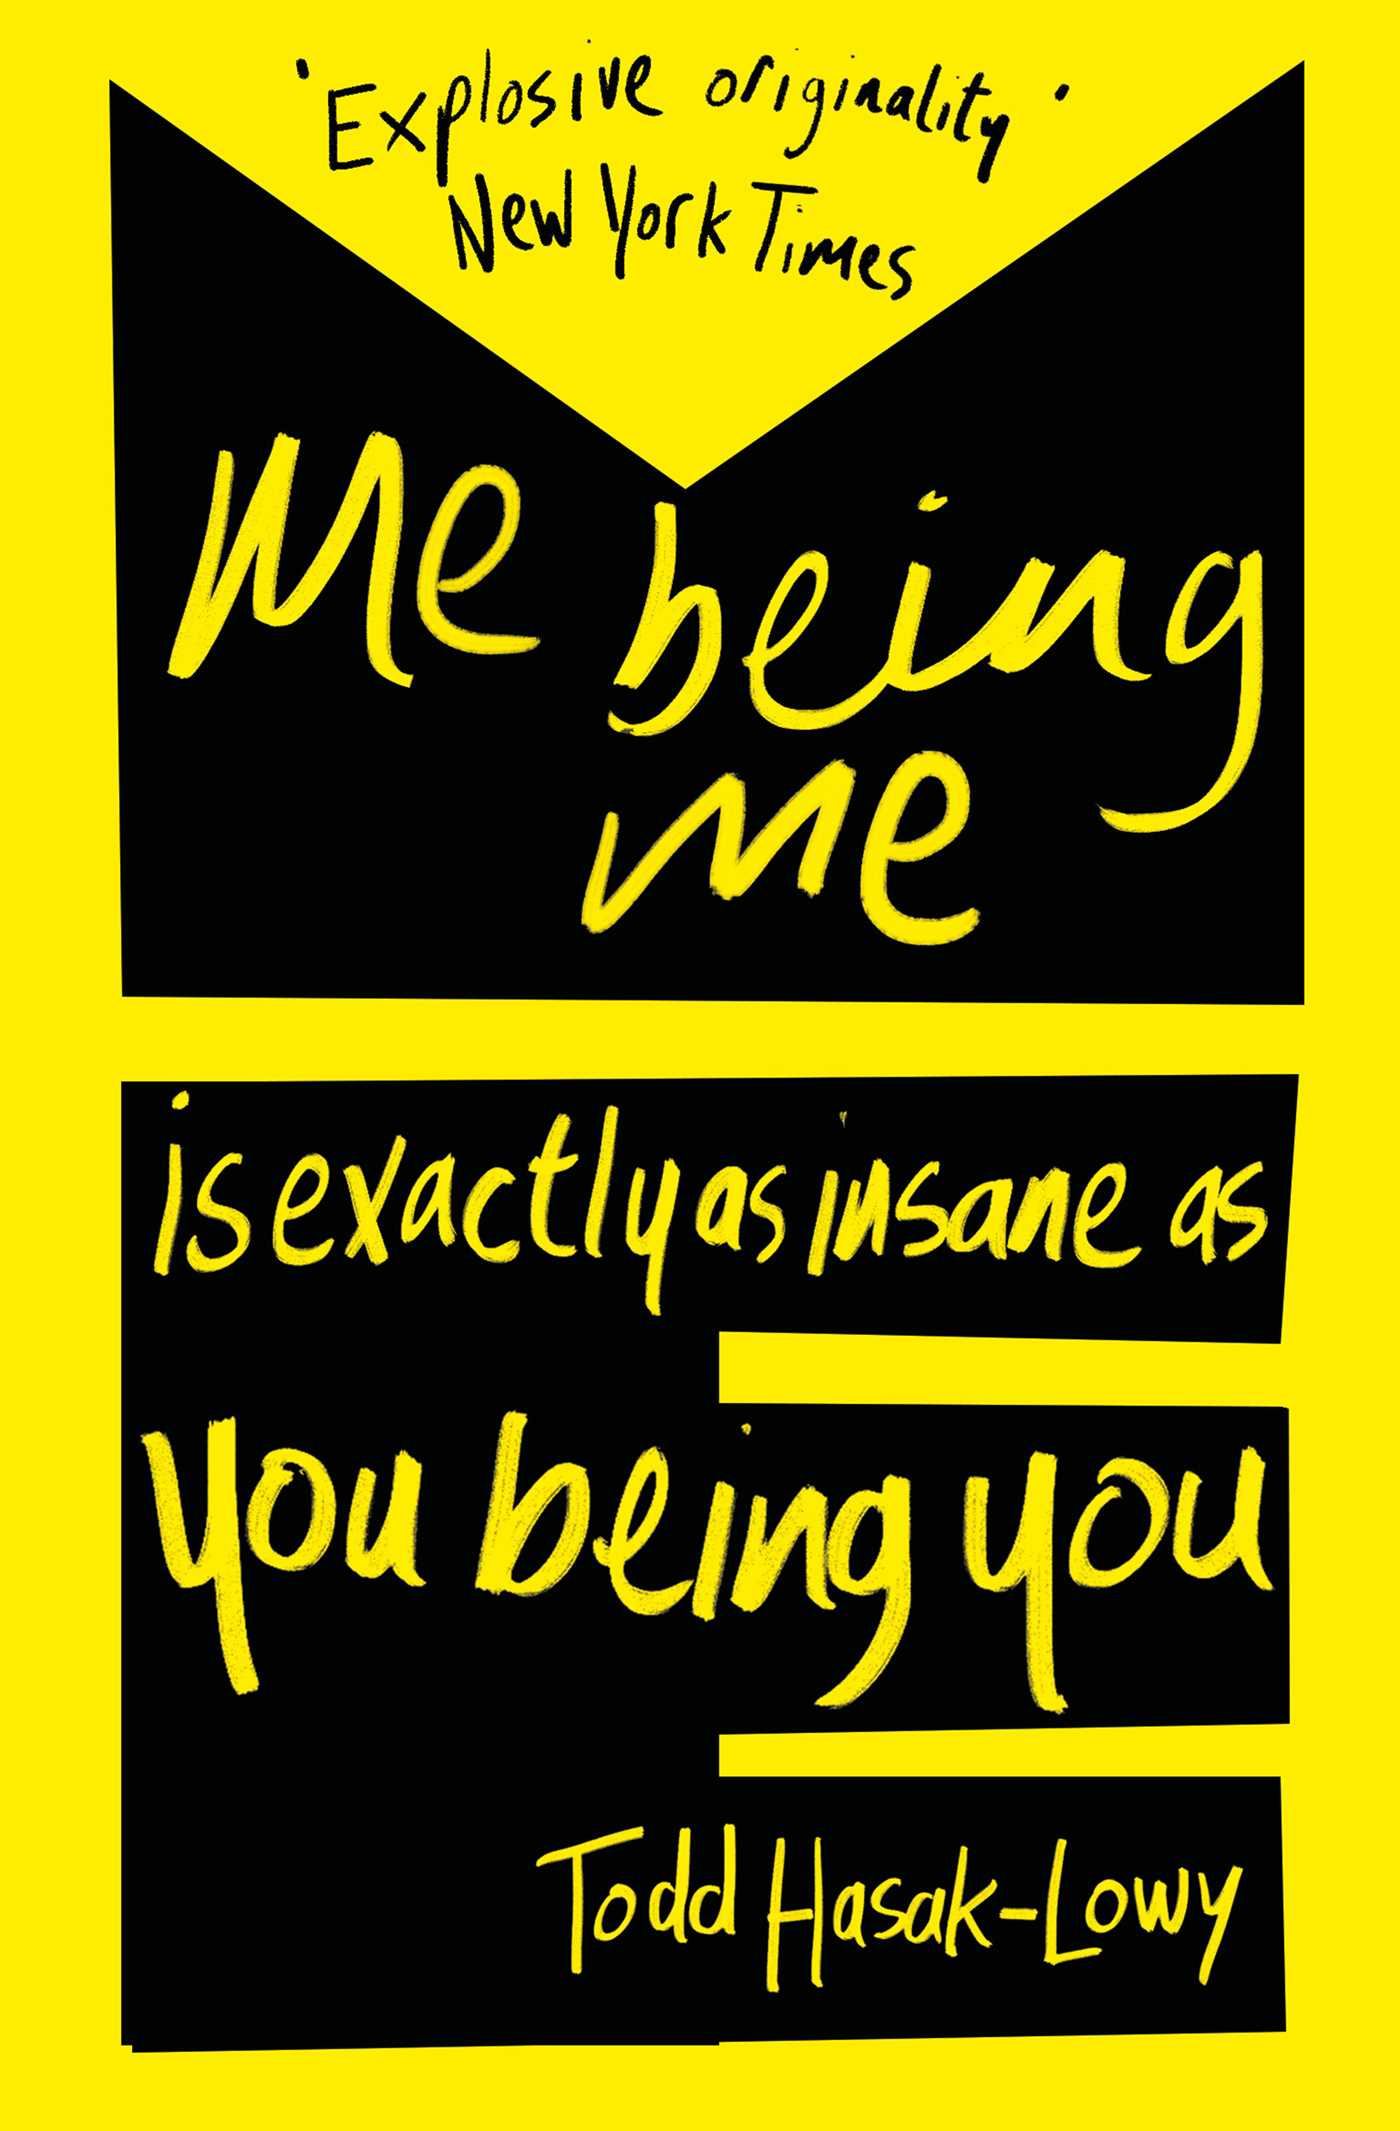 'Explosive originality'
New York Times
Me being
me
is exactly as insane as
you being you
Todd Hasak-Lowy